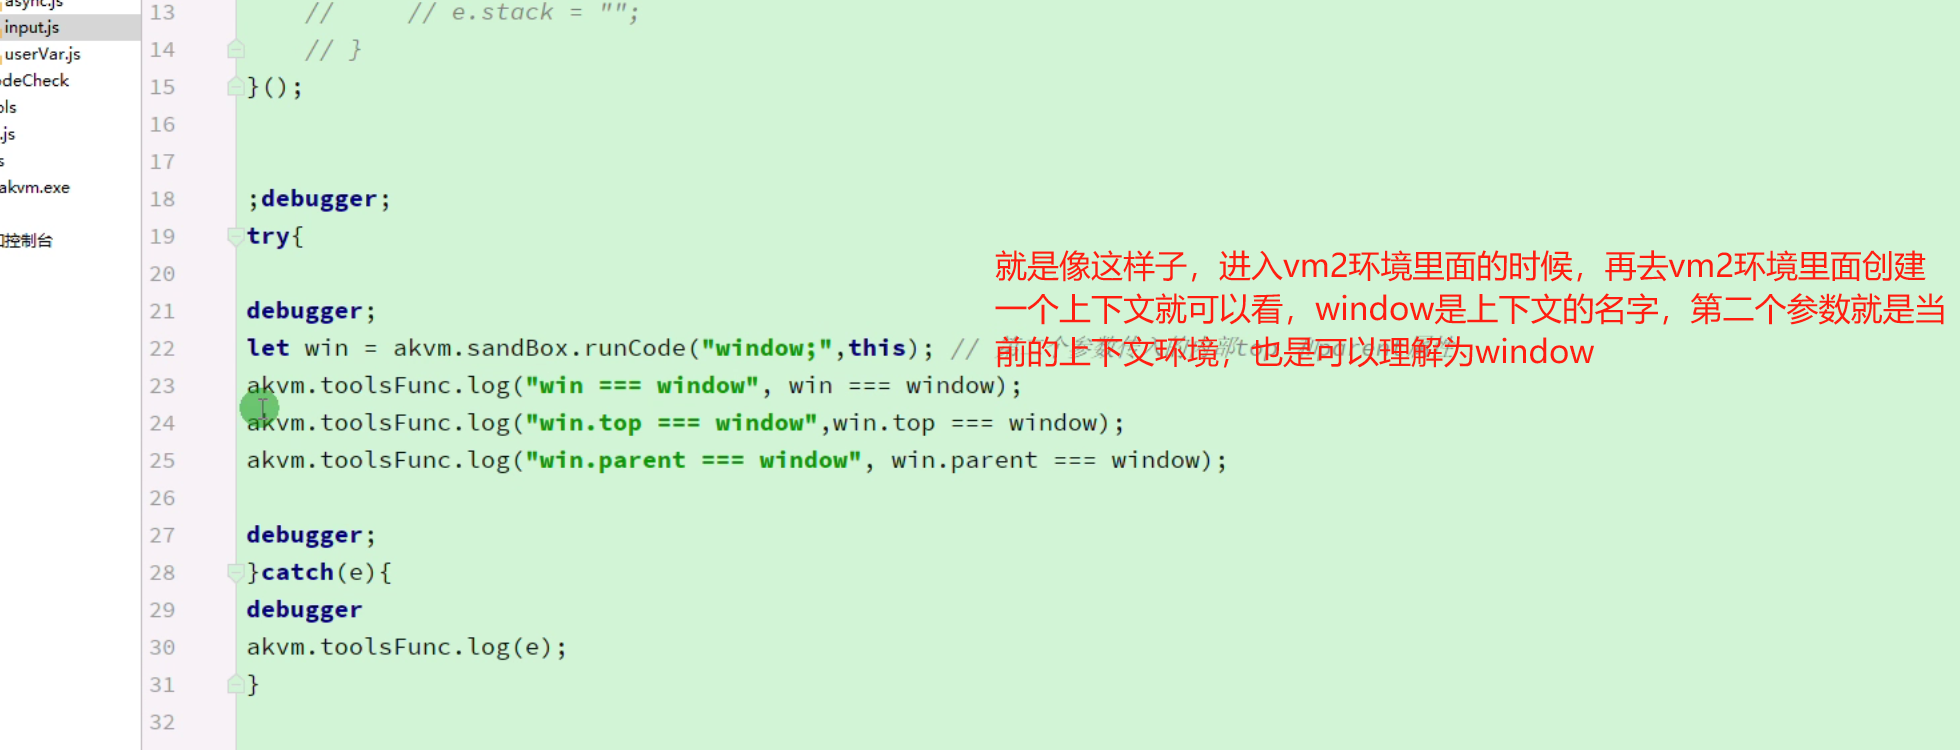 async.js
input.js
userVar.js
deCheck
ols
.js
s
akvm.exe
控制台
13 // // e.stack = "";
14 // }
15 }();
16
17
18 ;debugger;
19 try{
20
21 debugger;
22 let win = akvm.sandBox.runCode("window;",this); //
23 akvm.toolsFunc.log("win === window", win === window);
24 akvm.toolsFunc.log("win.top === window",win.top === window);
25 akvm.toolsFunc.log("win.parent === window", win.parent === window);
26
27 debugger;
28 }catch(e){
29 debugger
30 akvm.toolsFunc.log(e);
31 }
32
就是像这样子，进入vm2环境里面的时候，再去vm2环境里面创建
一个上下文就可以看，window是上下文的名字，第二个参数就是当
前的上下文环境，也是可以理解为window